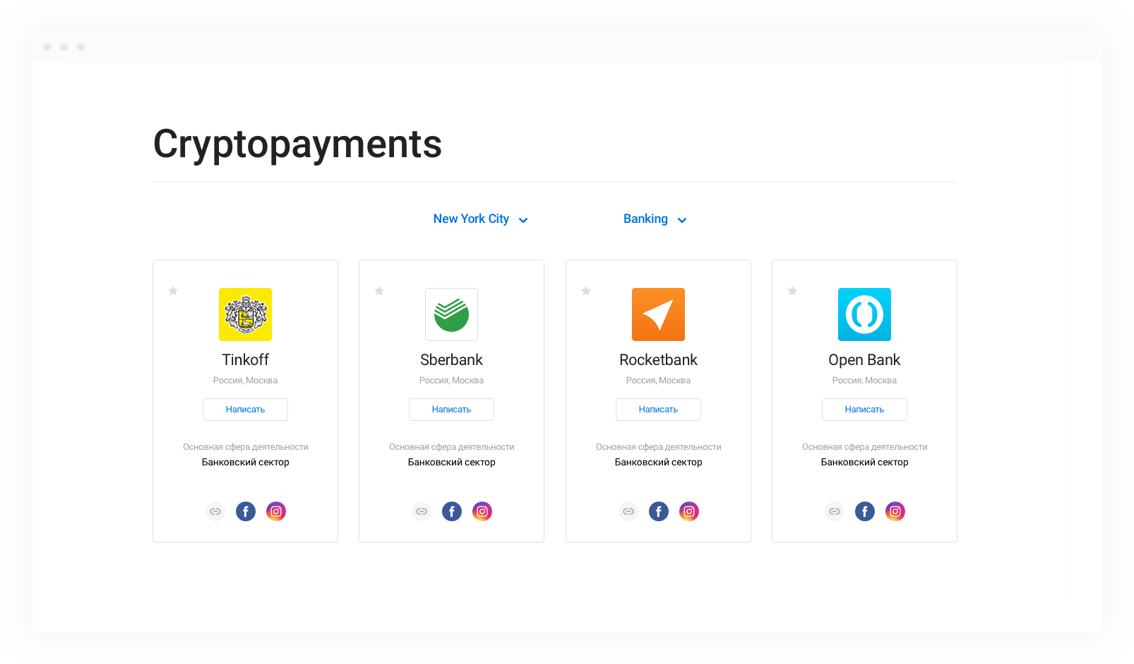 Cryptopayments
New York City
Banking
Tinkoff
Sberbank
Rocketbank
Open Bank
Россия, Москва
Россия, Москва
Россия, Москва
Россия, Москва
Написать
Написать
Написать
Написать
Основная сфера деятельности
Основная сфера деятельности
Основная сфера деятельности
Основная сфера деятельности
Банковский сектор
Банковский сектор
Банковский сектор
Банковский сектор